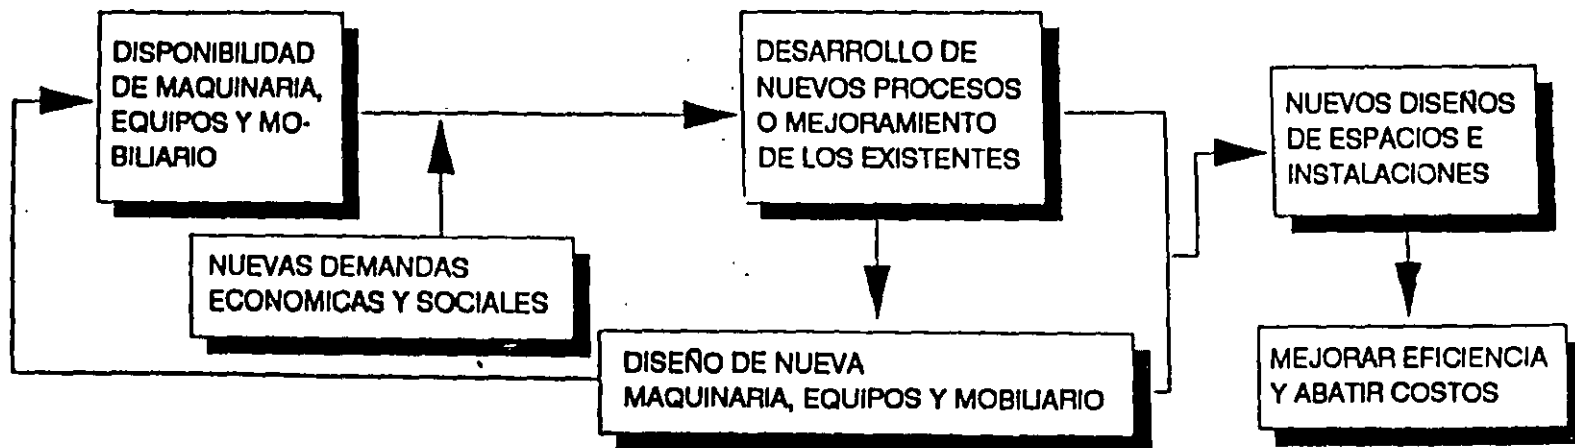 DISPONIBILIDAD
DE MAQUINARIA,
EQUIPOS Y MO-
BILIARIO
DESARROLLO DE
NUEVOS PROCESOS
O MEJORAMIENTO
DE LOS EXISTENTES
NUEVOS DISEÑOS
DE ESPACIOS E
INSTALACIONES
NUEVAS DEMANDAS
ECONOMICAS Y SOCIALES
DISEÑO DE NUEVA
MAQUINARIA, EQUIPOS Y MOBILIARIO
MEJORAR EFICIENCIA
Y ABATIR COSTOS